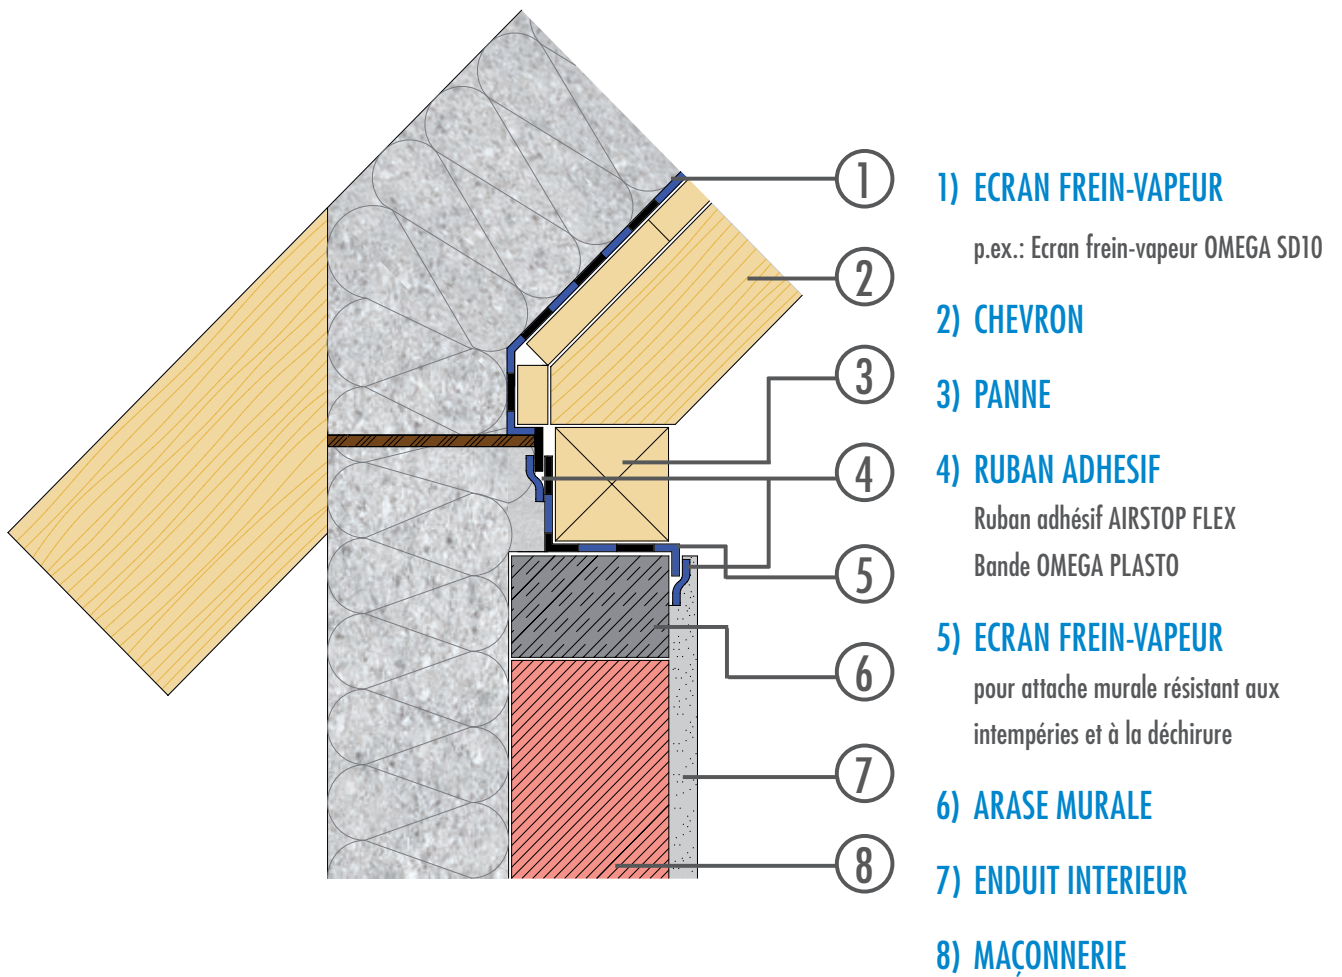 1
2
3
4
5
6
7
8
1) ECRAN FREIN-VAPEUR
p.ex.: Ecran frein-vapeur OMEGA SD10
2) CHEVRON
3) PANNE
4) RUBAN ADHESIF
Ruban adhésif AIRSTOP FLEX
Bande OMEGA PLASTO
5) ECRAN FREIN-VAPEUR
pour attache murale résistant aux
intempéries et à la déchirure
6) ARASE MURALE
7) ENDUIT INTERIEUR
8) MAÇONNERIE